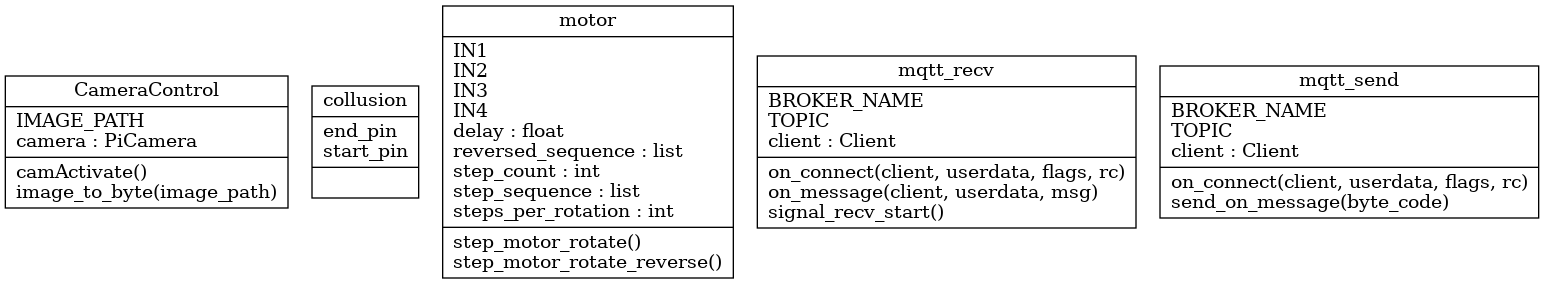 CameraControl
IMAGE_PATH
camera : PiCamera
camActivate()
image_to_byte(image_path)
collusion
end_pin
start_pin
motor
IN1
IN2
IN3
IN4
delay : float
reversed_sequence : list
step_count : int
step_sequence : list
steps_per_rotation : int
step_motor_rotate()
step_motor_rotate_reverse()
mqtt_recv
BROKER_NAME
TOPIC
client : Client
on_connect(client, userdata, flags, rc)
on_message(client, userdata, msg)
signal_recv_start()
mqtt_send
BROKER_NAME
TOPIC
client : Client
on_connect(client, userdata, flags, rc)
send_on_message(byte_code)